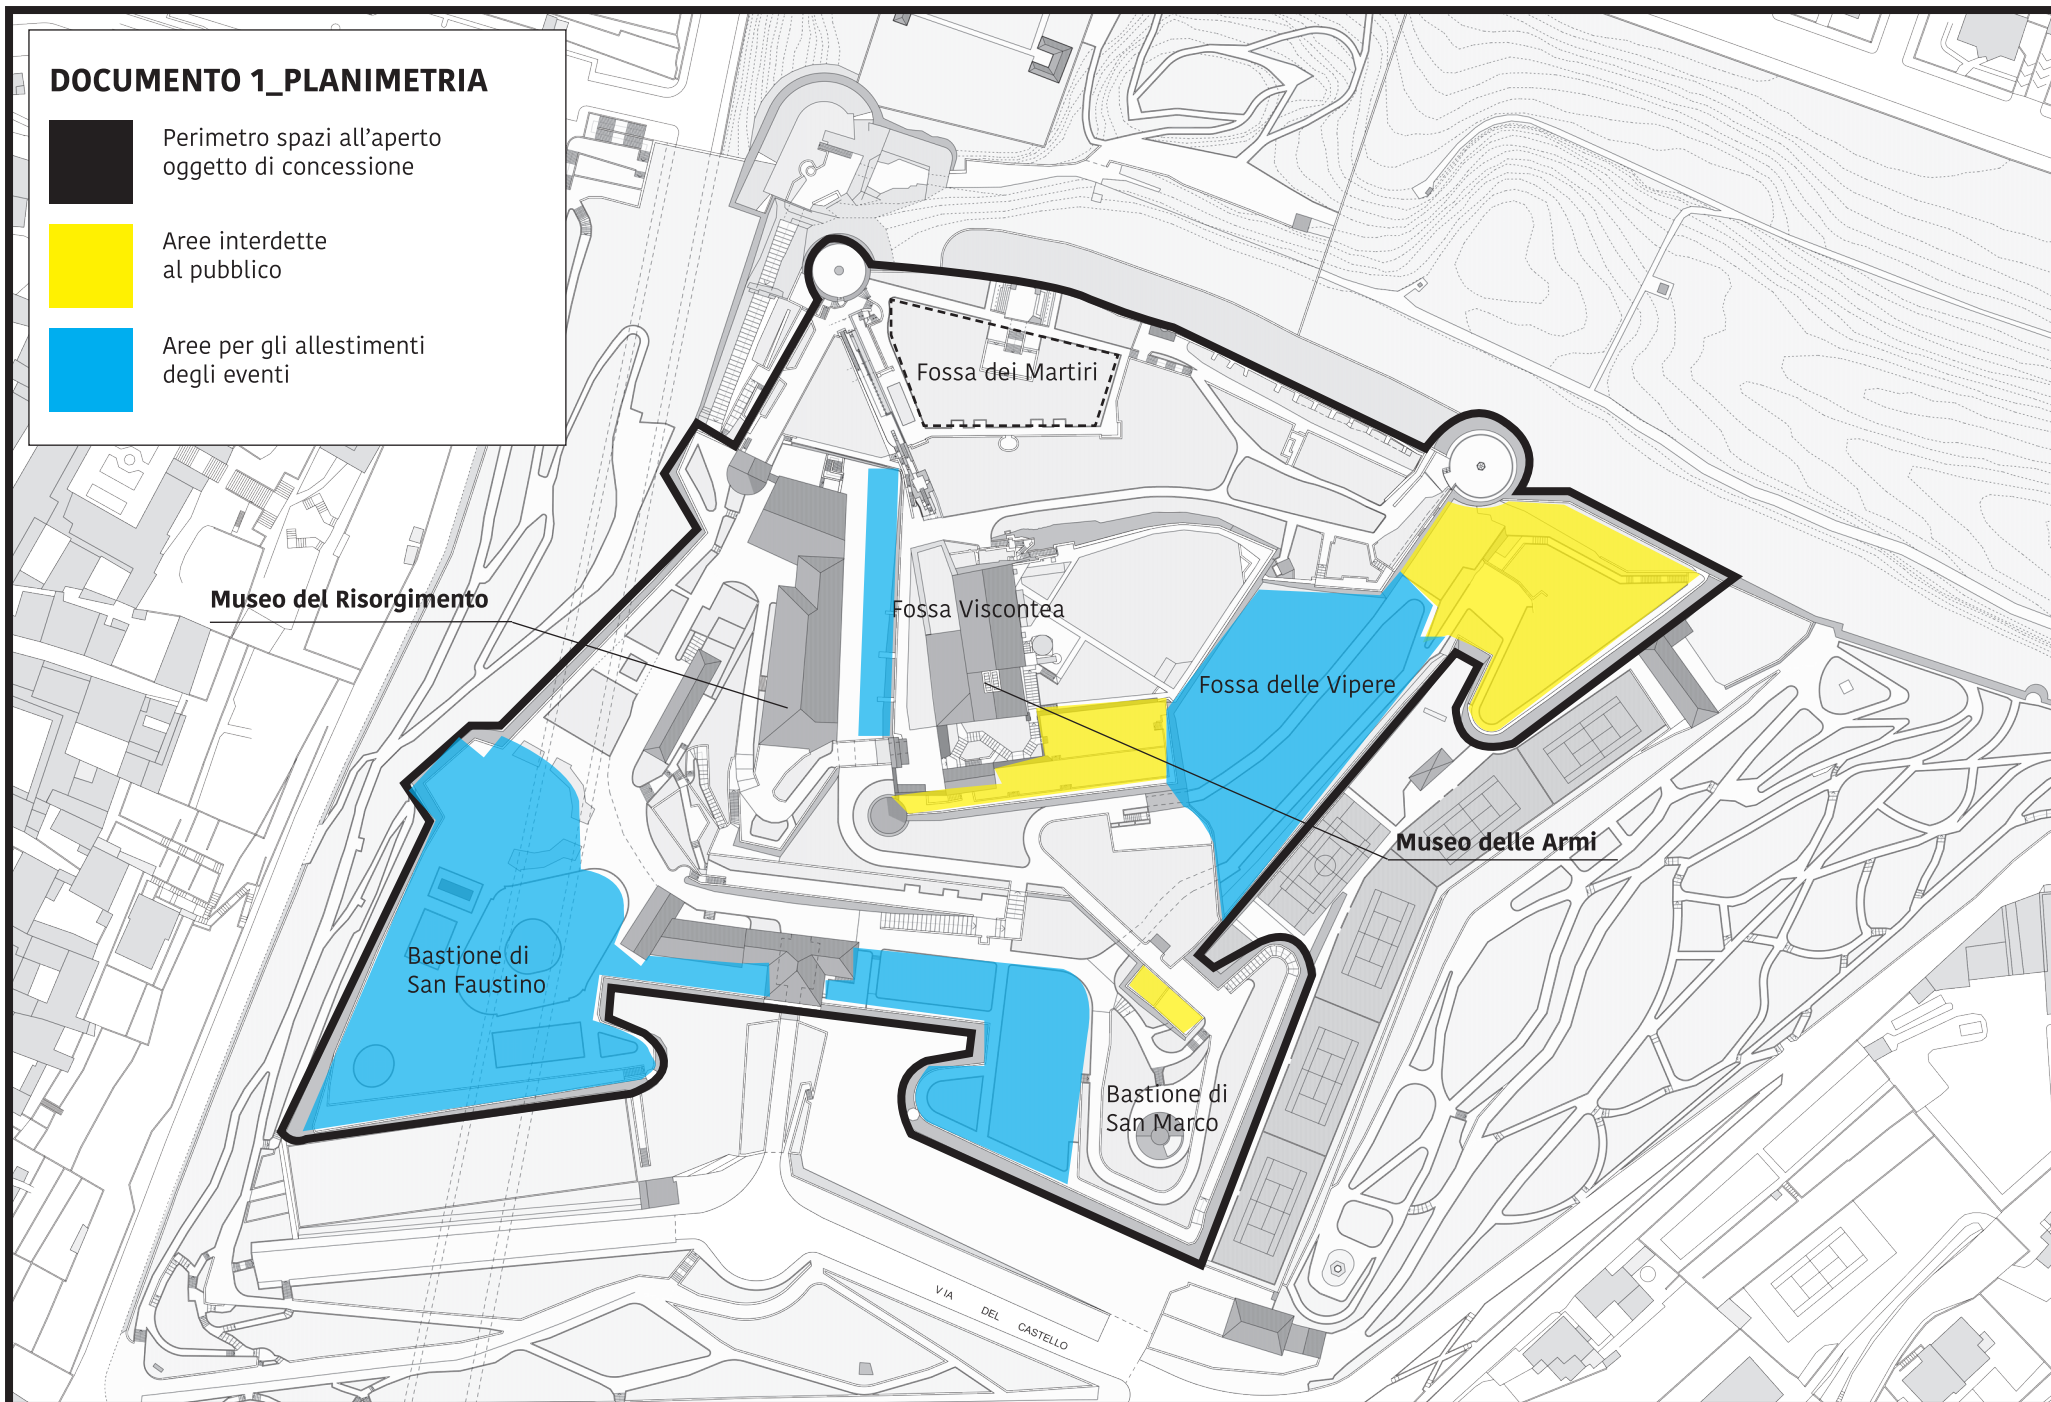 DOCUMENTO 1_PLANIMETRIA
Perimetro spazi all'aperto
oggetto di concessione
Aree interdette
al pubblico
Aree per gli allestimenti
degli eventi
Fossa dei Martiri
Museo del Risorgimento
Fossa Viscontea
Fossa delle Vipere
Museo delle Armi
Bastione di
San Faustino
Bastione di
San Marco
VIA DEL CASTELLO